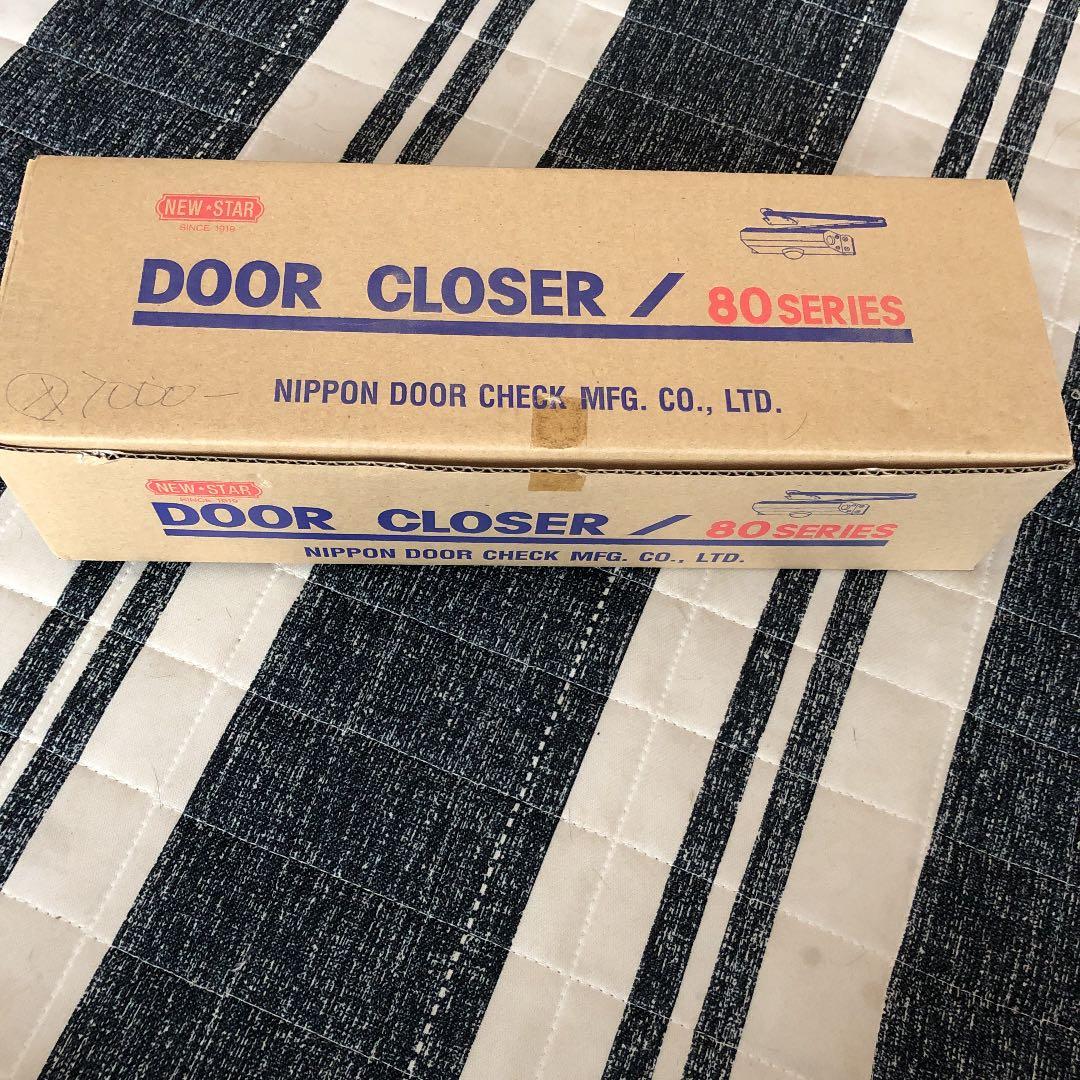 NEW★STAR
SINCE 1919
DOOR CLOSER / 80 SERIES
7000-
NIPPON DOOR CHECK MFG. CO., LTD.
NEW★STAR
SINCE 1919
DOOR CLOSER / 80 SERIES
NIPPON DOOR CHECK MFG. CO., LTD.